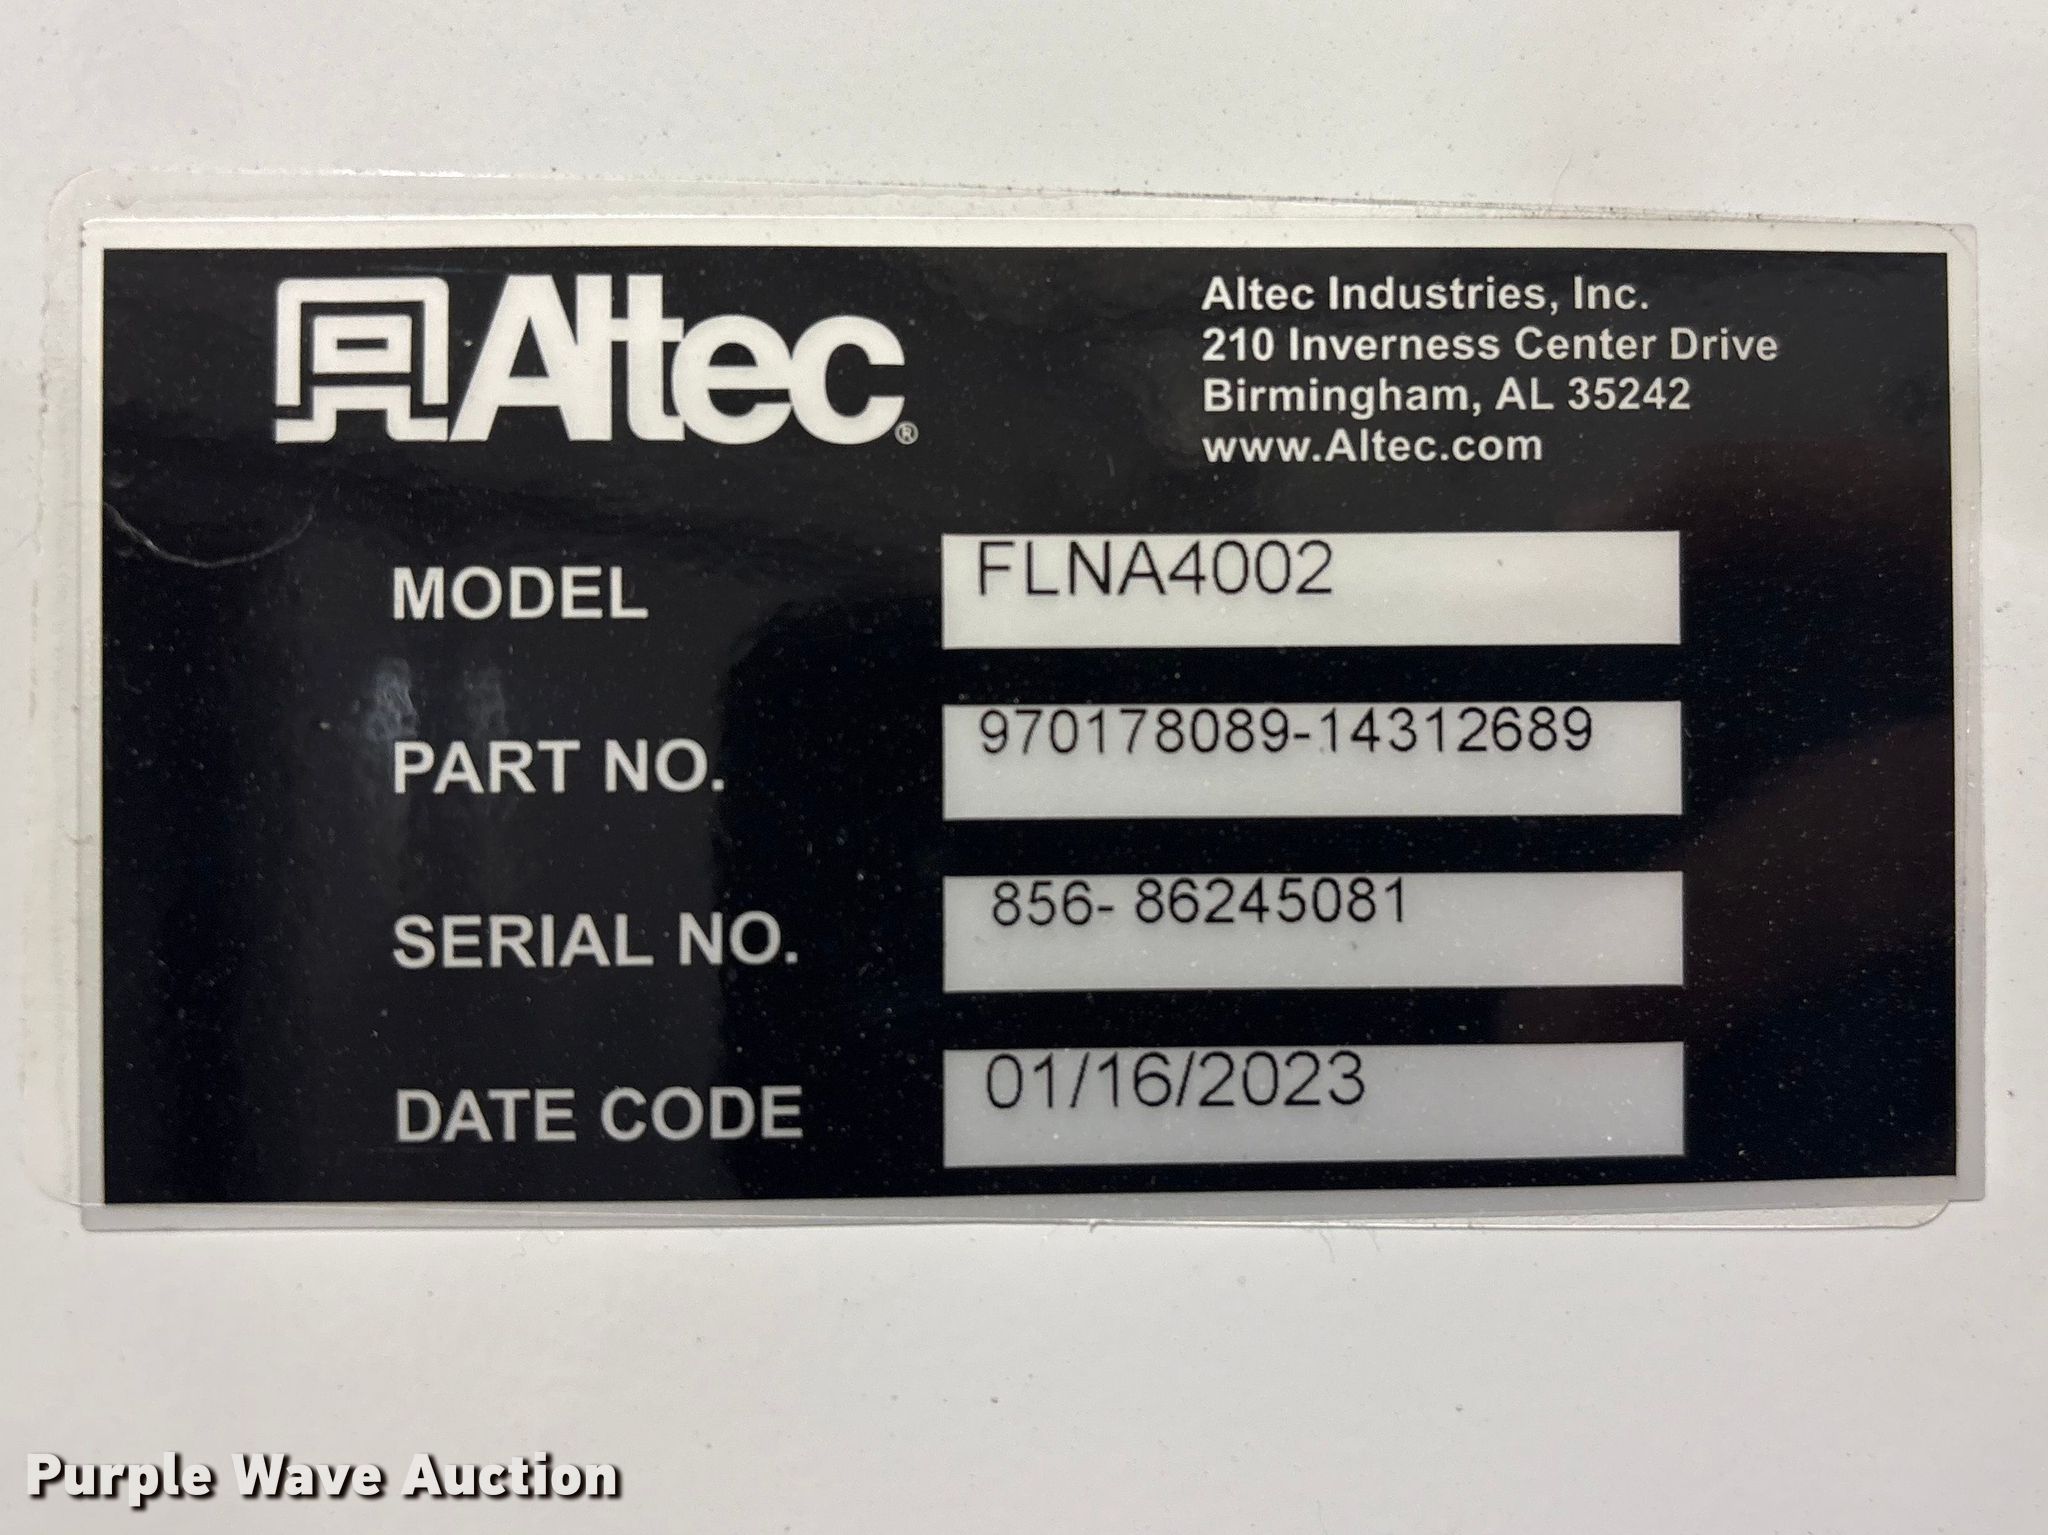 Altec®
Altec Industries, Inc.
210 Inverness Center Drive
Birmingham, AL 35242
www.Altec.com
MODEL FLNA4002
PART NO. 970178089-14312689
SERIAL NO. 856- 86245081
DATE CODE 01/16/2023
Purple Wave Auction